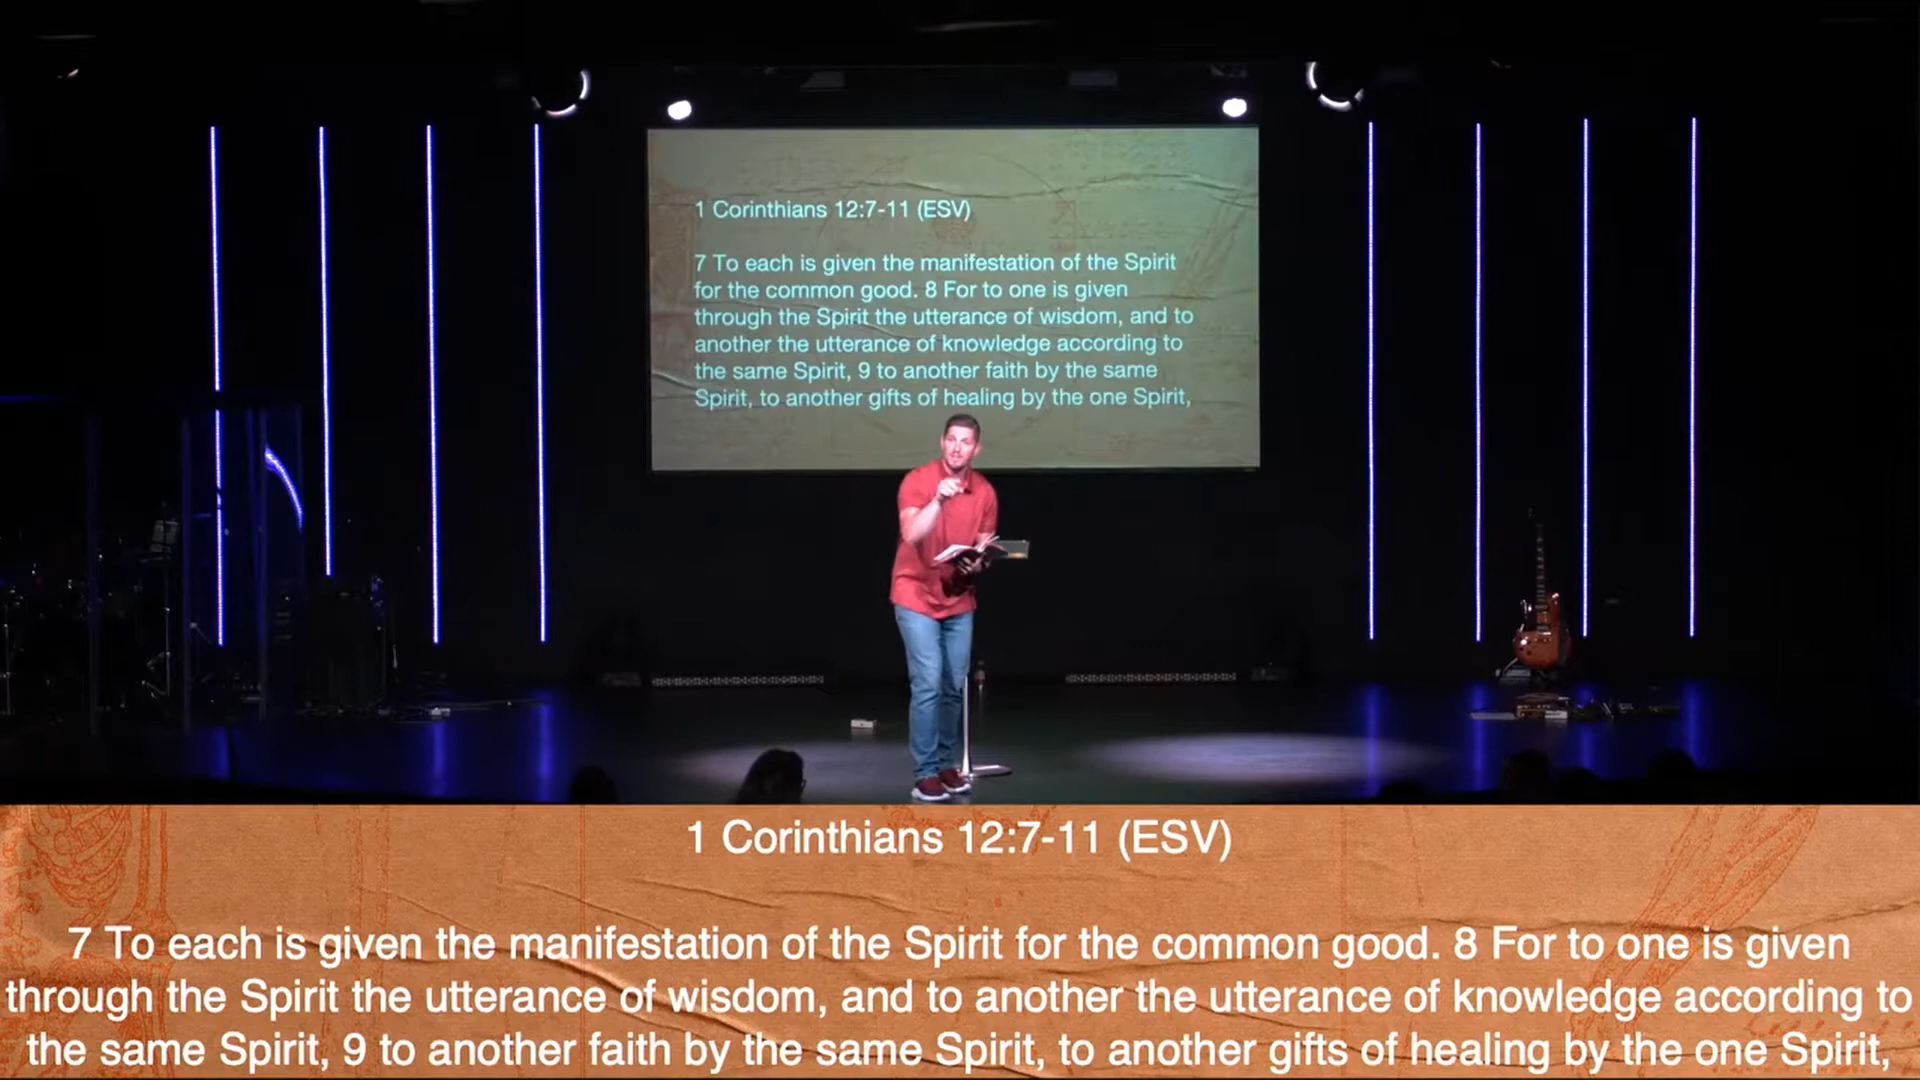 1 Corinthians 12:7-11 (ESV)
7 To each is given the manifestation of the Spirit
for the common good. 8 For to one is given
through the Spirit the utterance of wisdom, and to
another the utterance of knowledge according to
the same Spirit, 9 to another faith by the same
Spirit, to another gifts of healing by the one Spirit,
1 Corinthians 12:7-11 (ESV)
7 To each is given the manifestation of the Spirit for the common good. 8 For to one is given
through the Spirit the utterance of wisdom, and to another the utterance of knowledge according to
the same Spirit, 9 to another faith by the same Spirit, to another gifts of healing by the one Spirit,